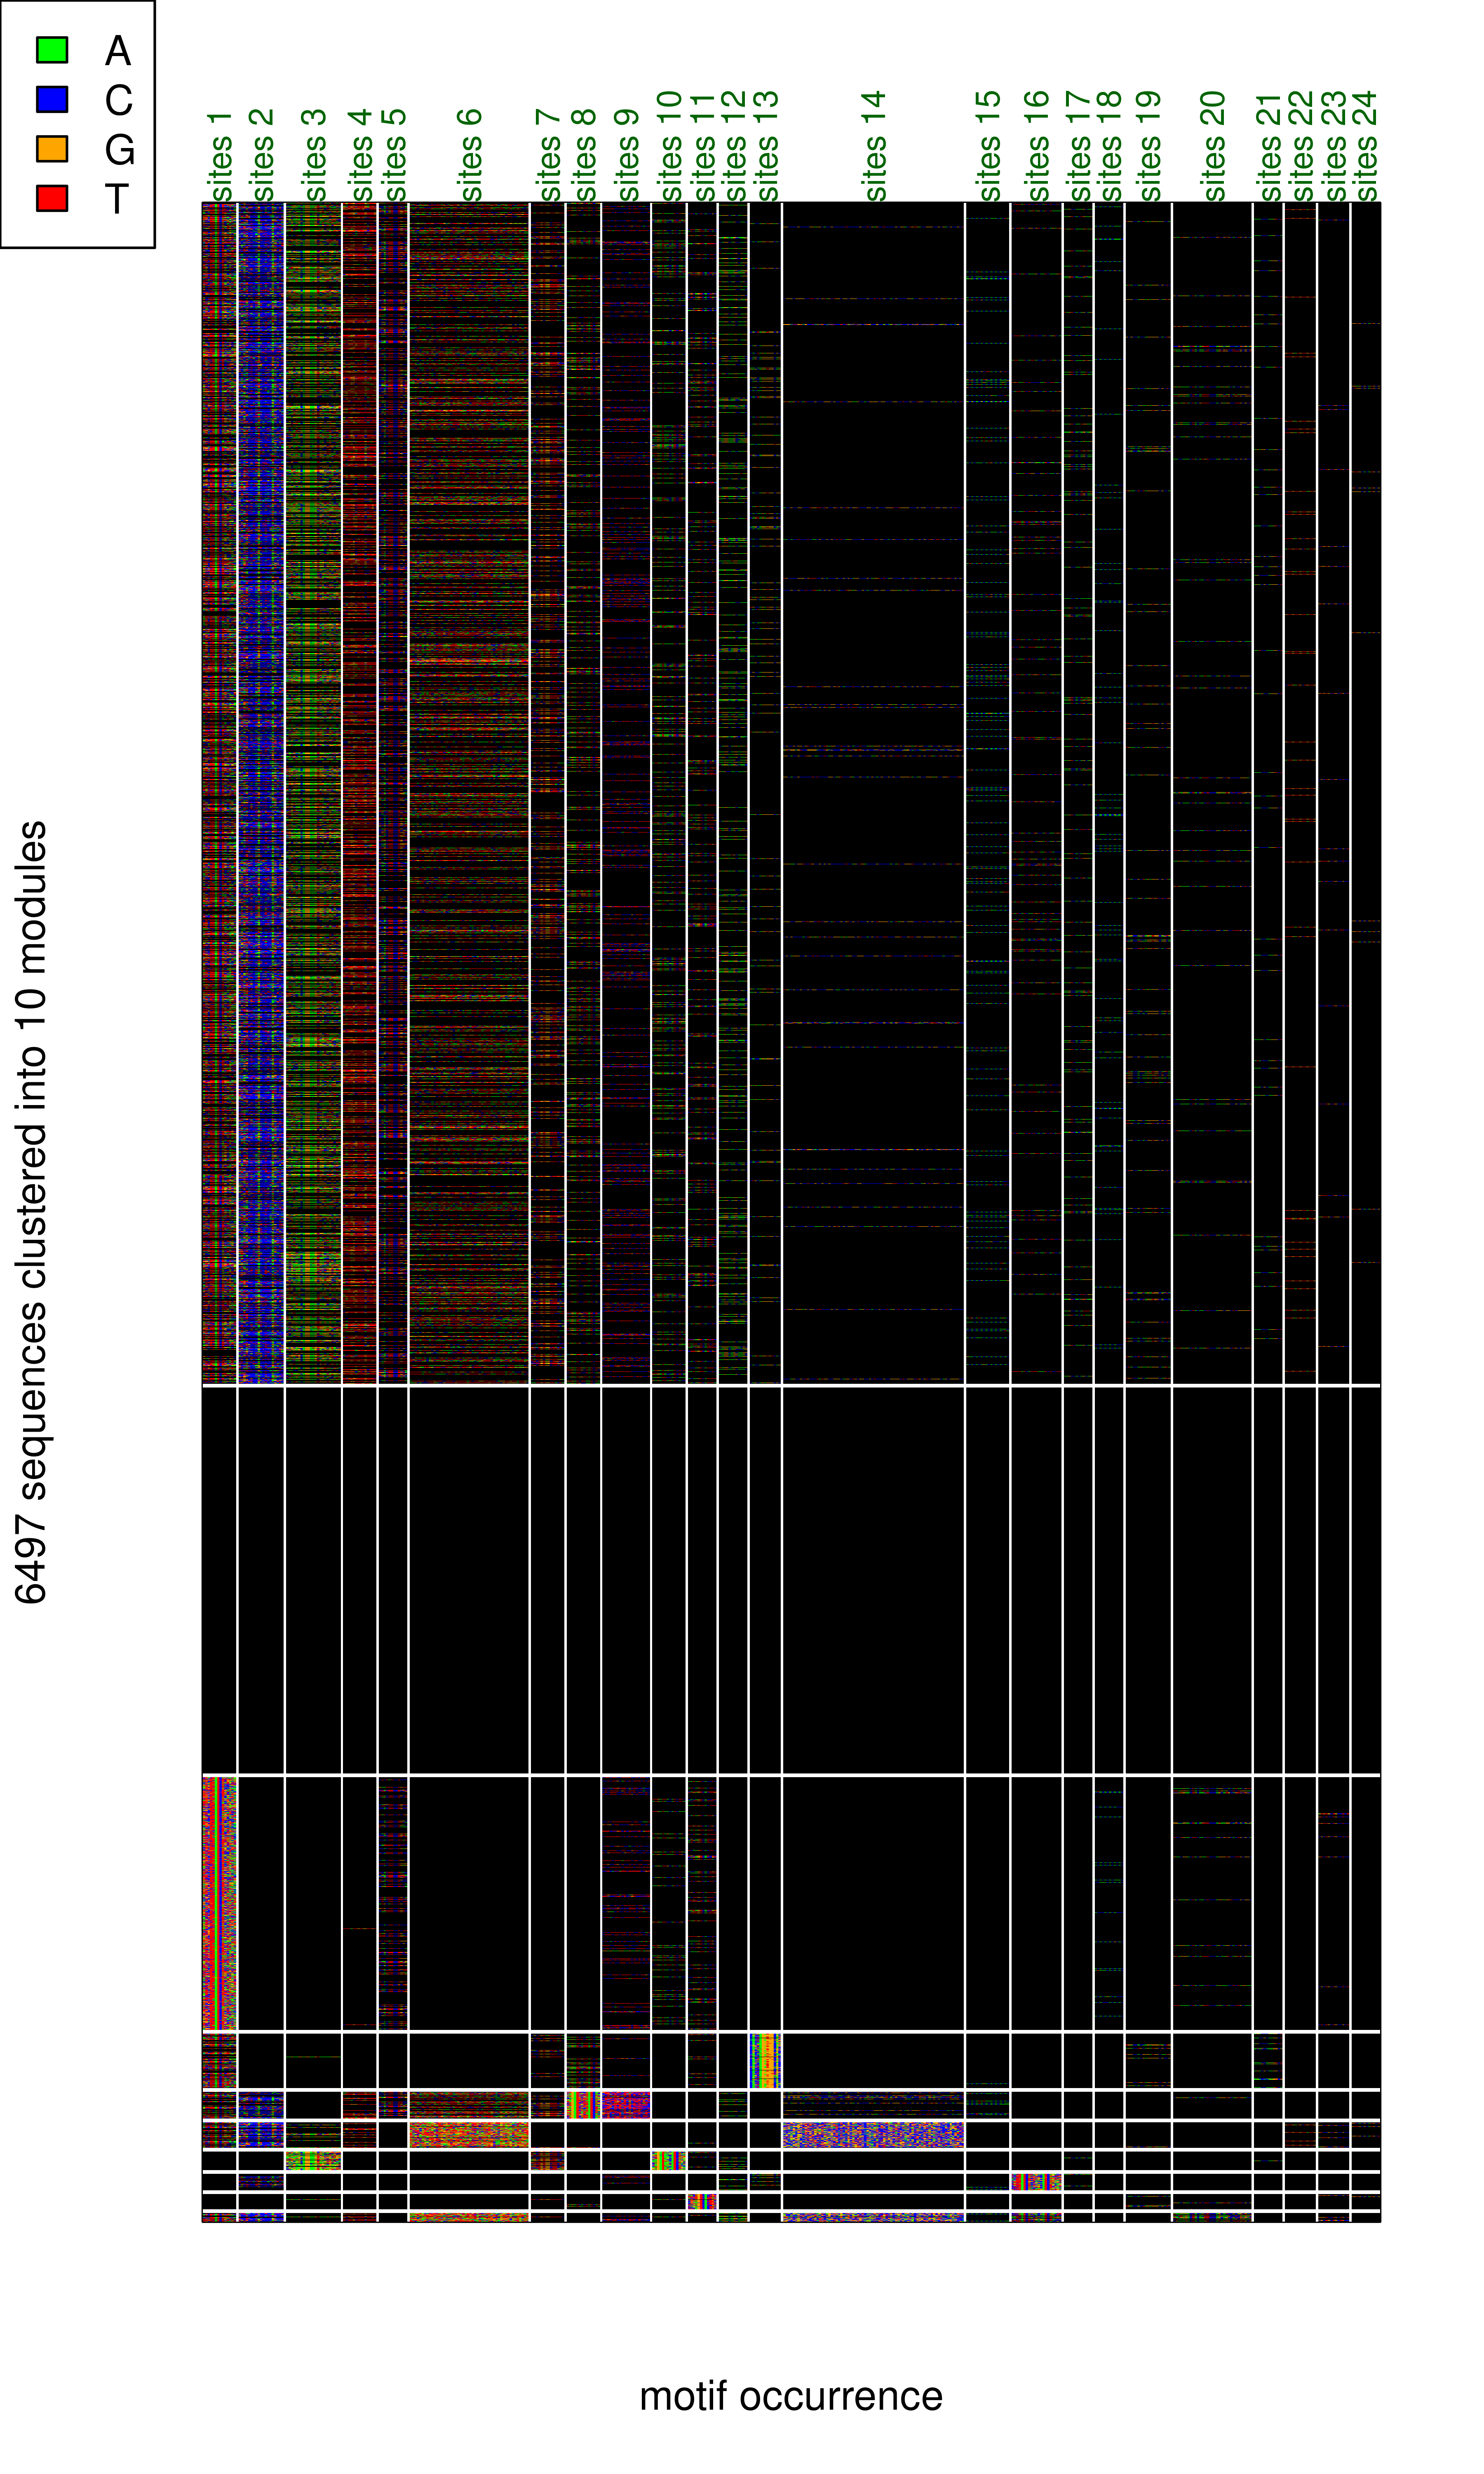 A
C
G
T
sites 1
sites 2
sites 3
sites 4
sites 5
sites 6
sites 7
sites 8
sites 9
sites 10
sites 11
sites 12
sites 13
sites 14
sites 15
sites 16
sites 17
sites 18
sites 19
sites 20
sites 21
sites 22
sites 23
sites 24
6497 sequences clustered into 10 modules
motif occurrence